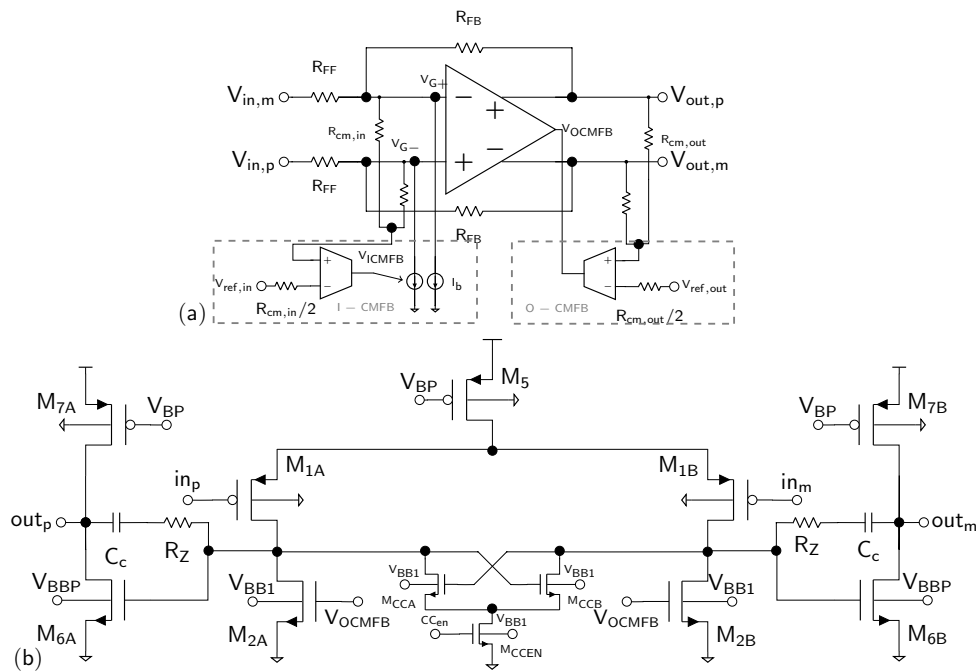 R_FB
R_FF
V_in,m
V_G+
V_out,p
R_cm,in
V_G−
V_OCMFB
R_cm,out
V_in,p
V_out,m
R_FF
R_FB
− + − +
V_ICMFB
V_ref,in
+ −
I_b
+ −
V_ref,out
R_cm,in/2
I − CMFB
O − CMFB
R_cm,out/2
(a)
M_5
V_BP
M_7A
V_BP
V_BP
M_7B
M_1A
M_1B
in_p
in_m
out_p
out_m
C_c
R_Z
R_Z
C_c
V_BBP
V_BB1
V_BB1
V_BB1
V_BB1
V_BBP
M_CCA
M_CCB
M_6A
M_2A
V_OCMFB
CC_en
V_BB1
V_OCMFB
M_2B
M_6B
M_CCEN
(b)